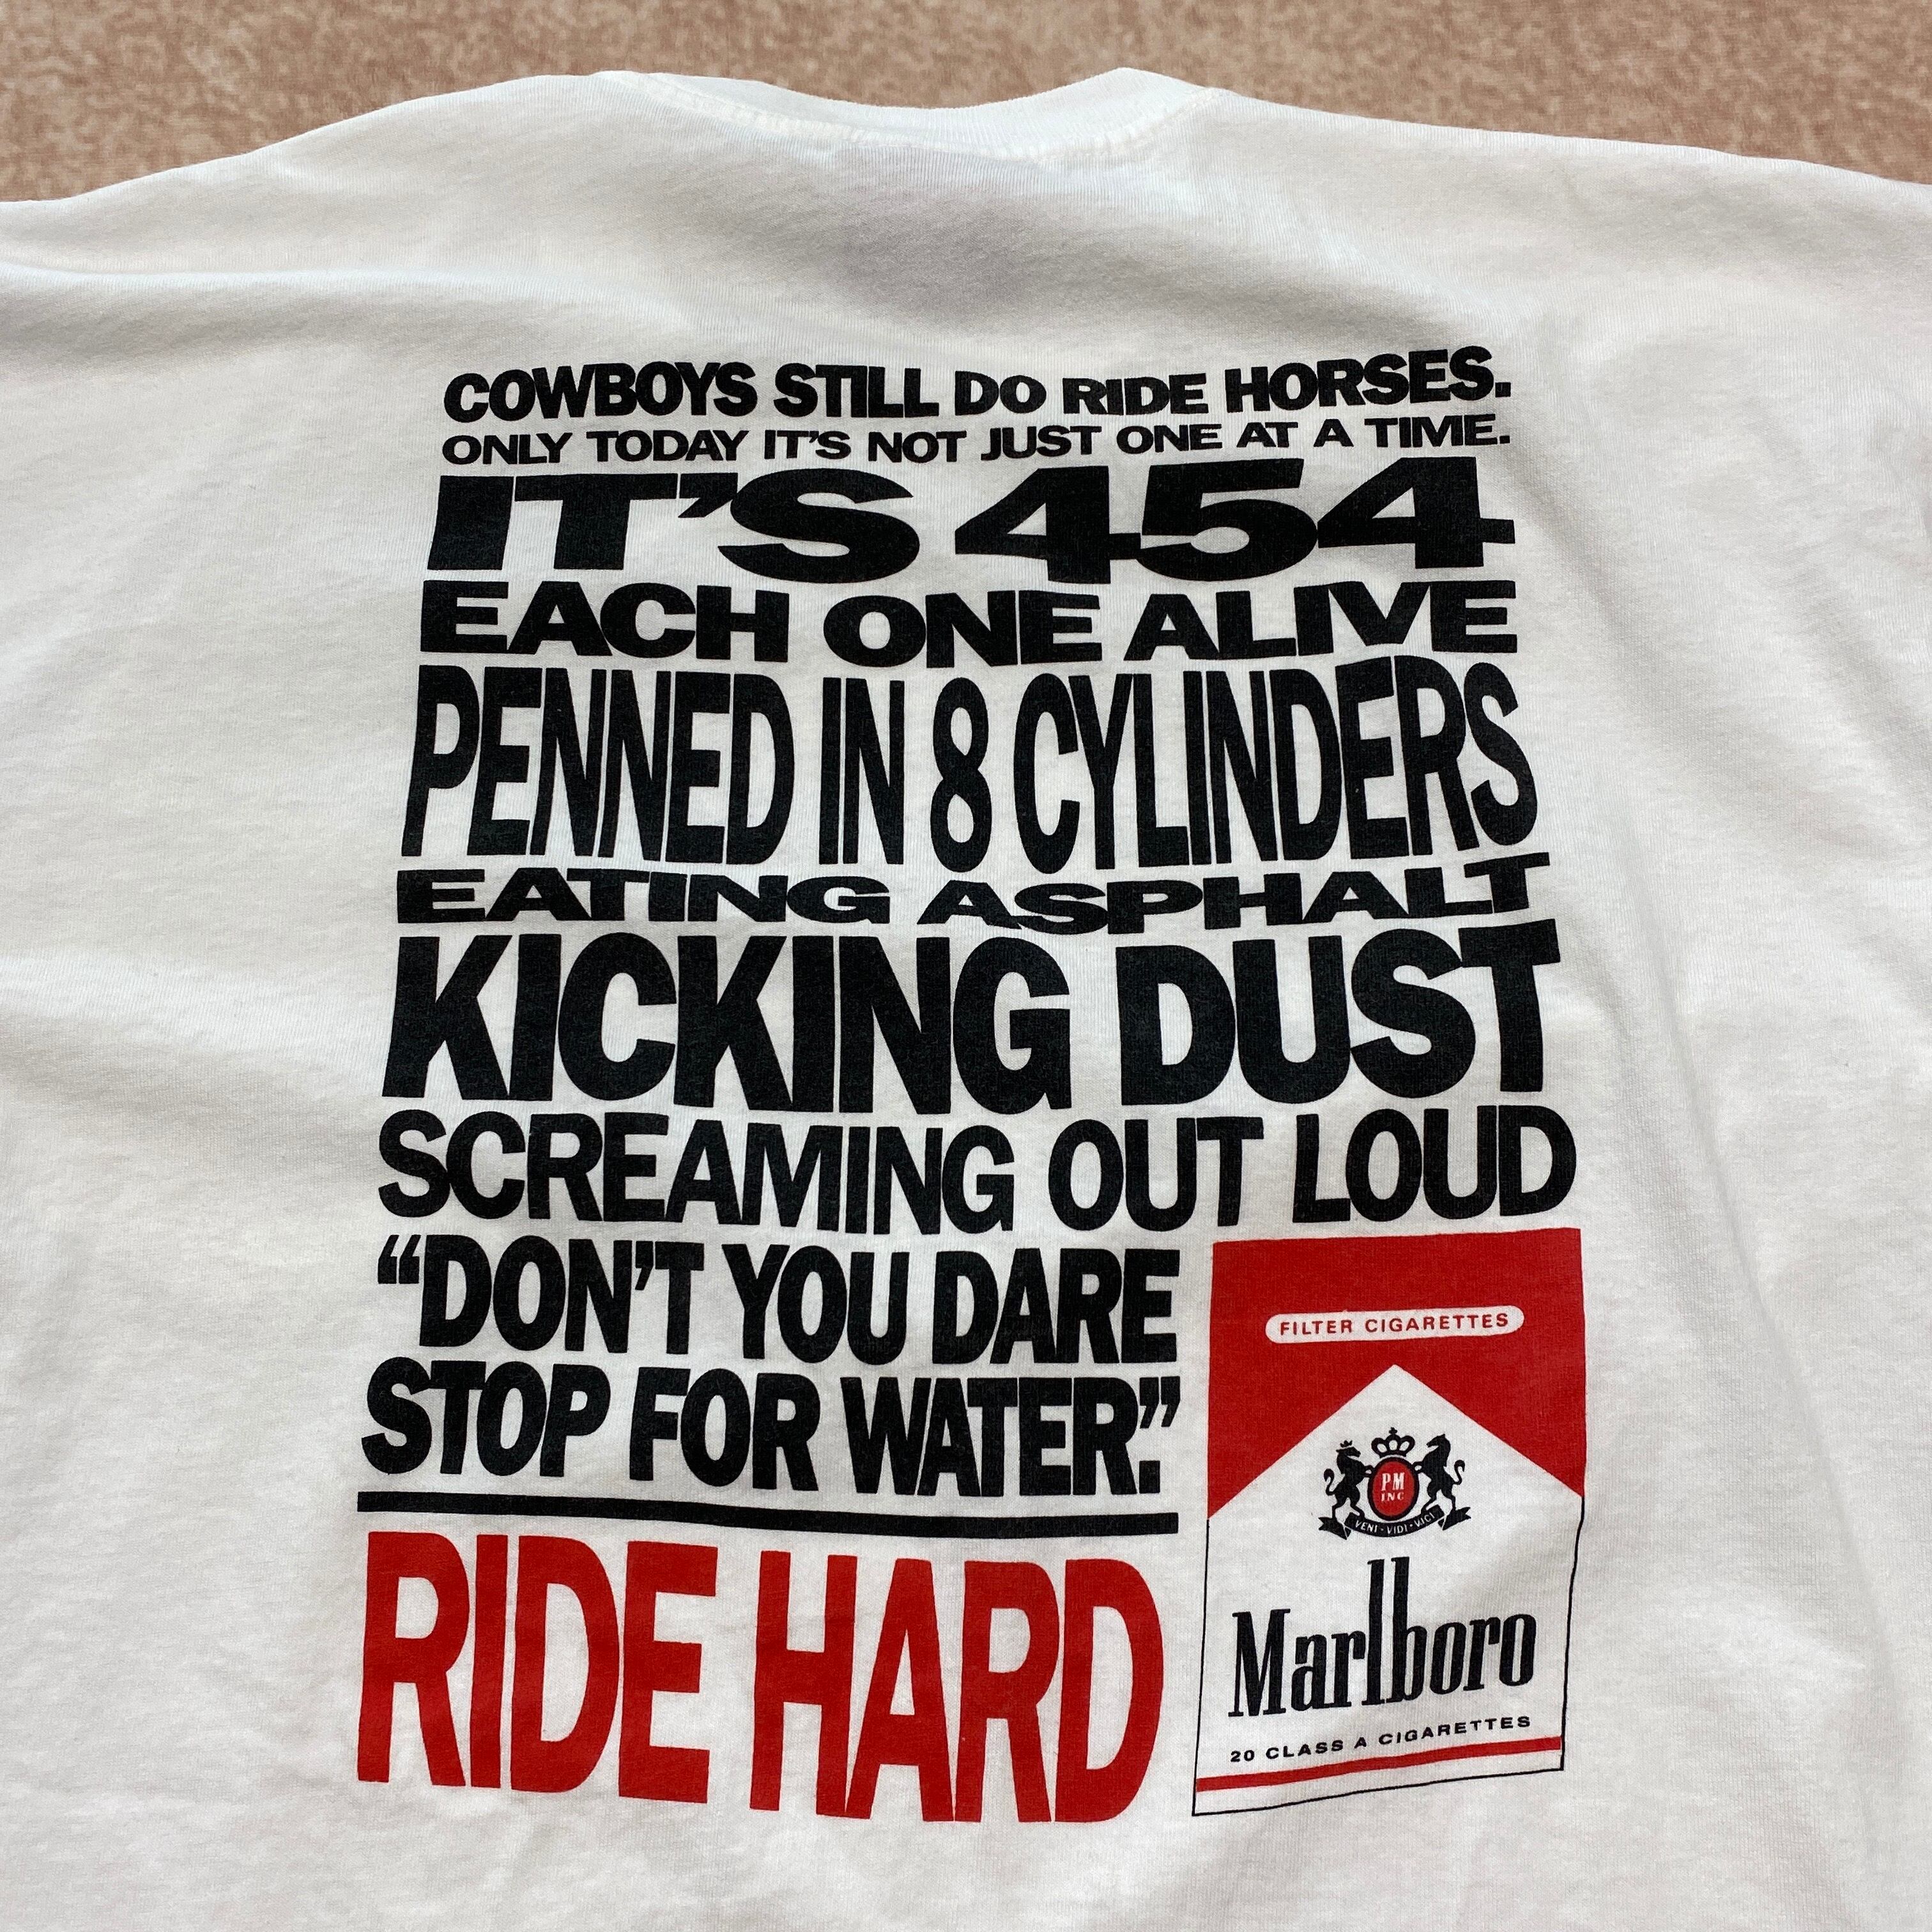 COWBOYS STILL DO RIDE HORSES.
ONLY TODAY IT'S NOT JUST ONE AT A TIME.
IT'S 454
EACH ONE ALIVE
PENNED IN 8 CYLINDERS
EATING ASPHALT
KICKING DUST
SCREAMING OUT LOUD
“DON'T YOU DARE
STOP FOR WATER.”
RIDE HARD
FILTER CIGARETTES
PM
INC
VENI·VIDI·VICI
Marlboro
20 CLASS A CIGARETTES